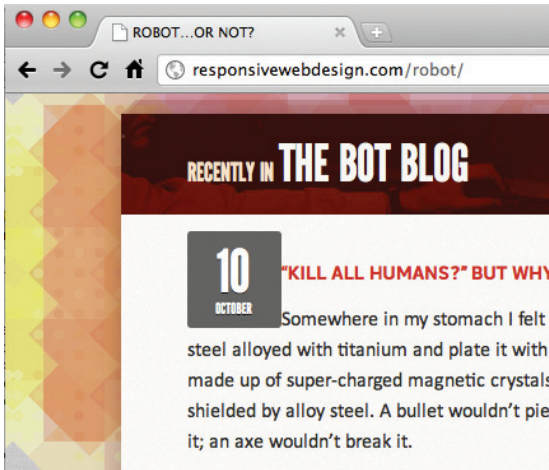 ROBOT...OR NOT?
responsivewebdesign.com/robot/
RECENTLY IN THE BOT BLOG
10
OCTOBER
“KILL ALL HUMANS?” BUT WHY
Somewhere in my stomach I felt
steel alloyed with titanium and plate it with
made up of super-charged magnetic crystals
shielded by alloy steel. A bullet wouldn’t pie
it; an axe wouldn’t break it.